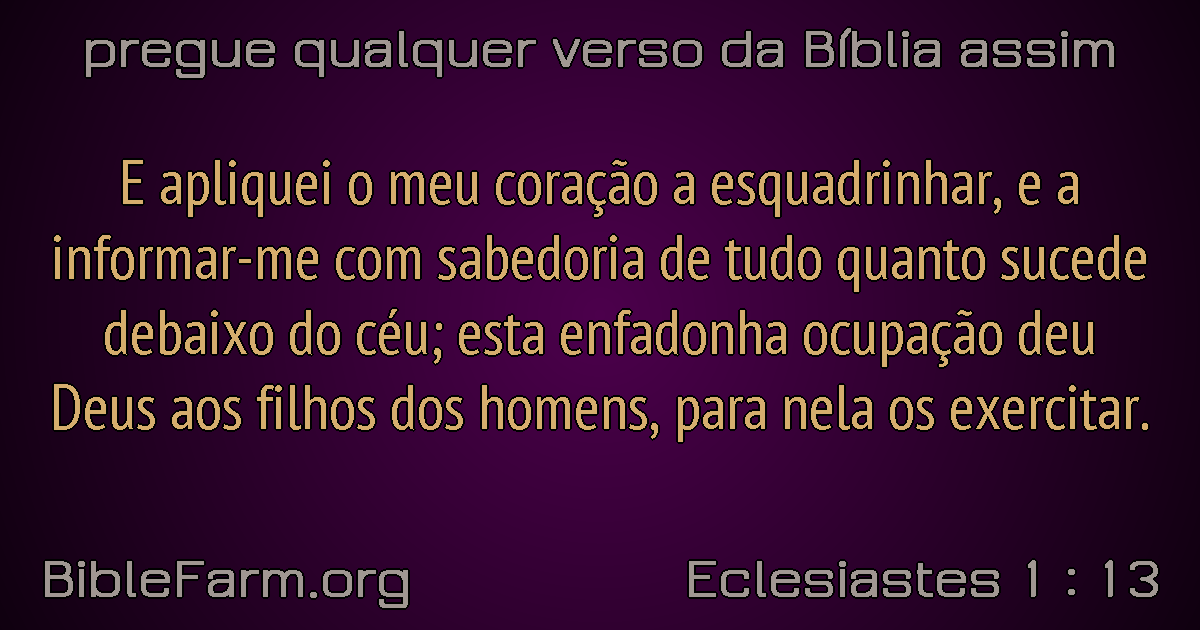 pregue qualquer verso da Bíblia assim
E apliquei o meu coração a esquadrinhar, e a
informar-me com sabedoria de tudo quanto sucede
debaixo do céu; esta enfadonha ocupação deu
Deus aos filhos dos homens, para nela os exercitar.
BibleFarm.org
Eclesiastes 1 : 13